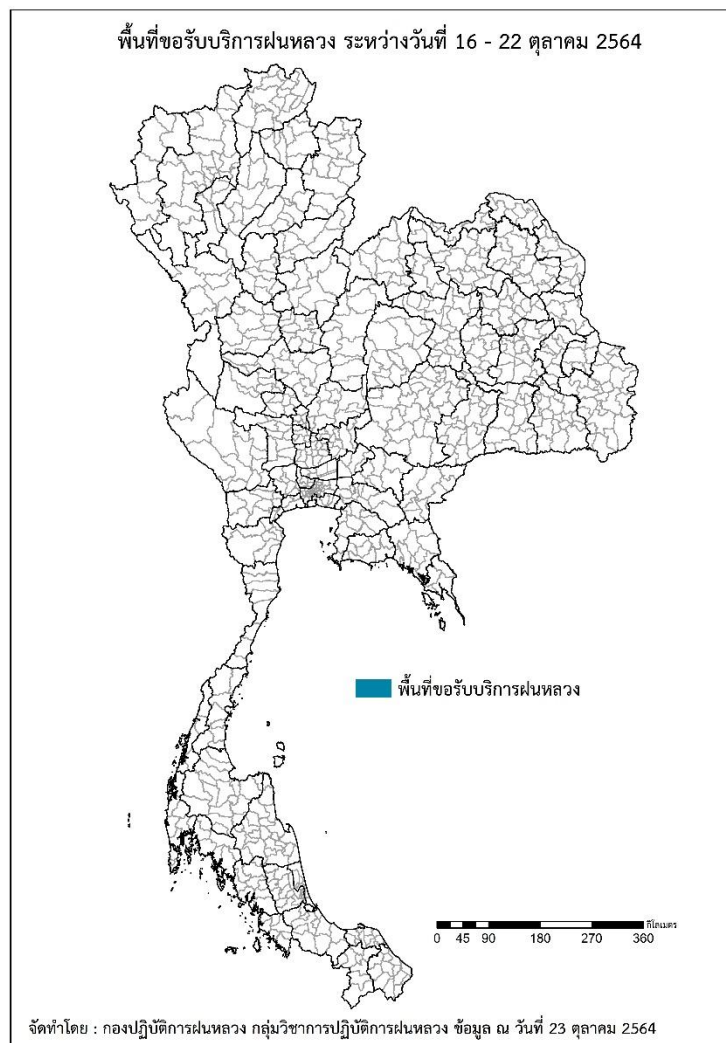 พื้นที่ขอรับบริการฝนหลวง ระหว่างวันที่ 16 - 22 ตุลาคม 2564
พื้นที่ขอรับบริการฝนหลวง
กิโลเมตร
0 45 90 180 270 360
จัดทำโดย : กองปฏิบัติการฝนหลวง กลุ่มวิชาการปฏิบัติการฝนหลวง ข้อมูล ณ วันที่ 23 ตุลาคม 2564